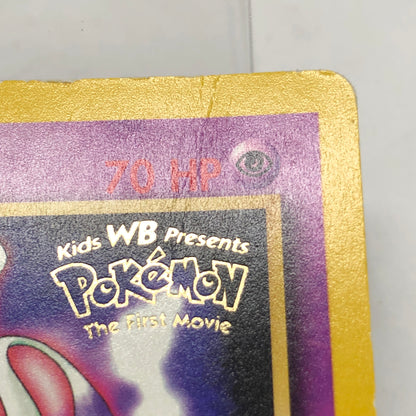 70 HP
Kids WB Presents
POKéMON
The First Movie